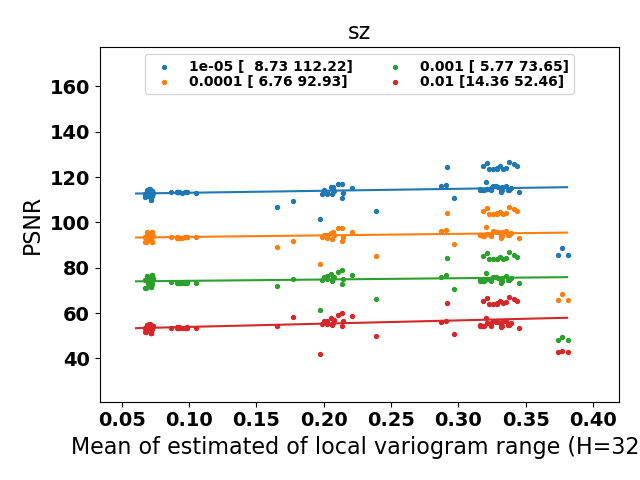 sz
1e-05 [  8.73 112.22]
0.0001 [ 6.76 92.93]
0.001 [ 5.77 73.65]
0.01 [14.36 52.46]
PSNR
160
140
120
100
80
60
40
0.05 0.10 0.15 0.20 0.25 0.30 0.35 0.40
Mean of estimated of local variogram range (H=32